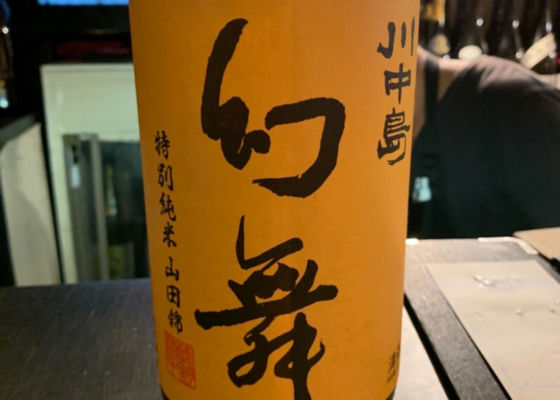 川中島
幻舞
特別純米 山田錦